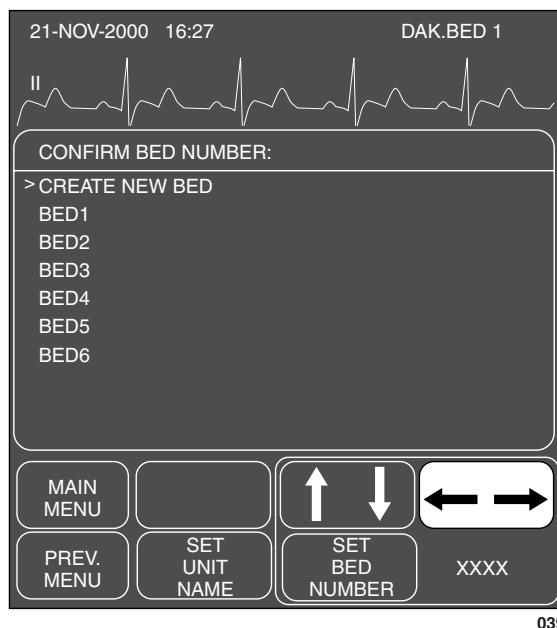 21-NOV-2000 16:27 DAK.BED 1
II
CONFIRM BED NUMBER:
> CREATE NEW BED
BED1
BED2
BED3
BED4
BED5
BED6
MAIN
MENU
PREV.
MENU
SET
UNIT
NAME
SET
BED
NUMBER
XXXX